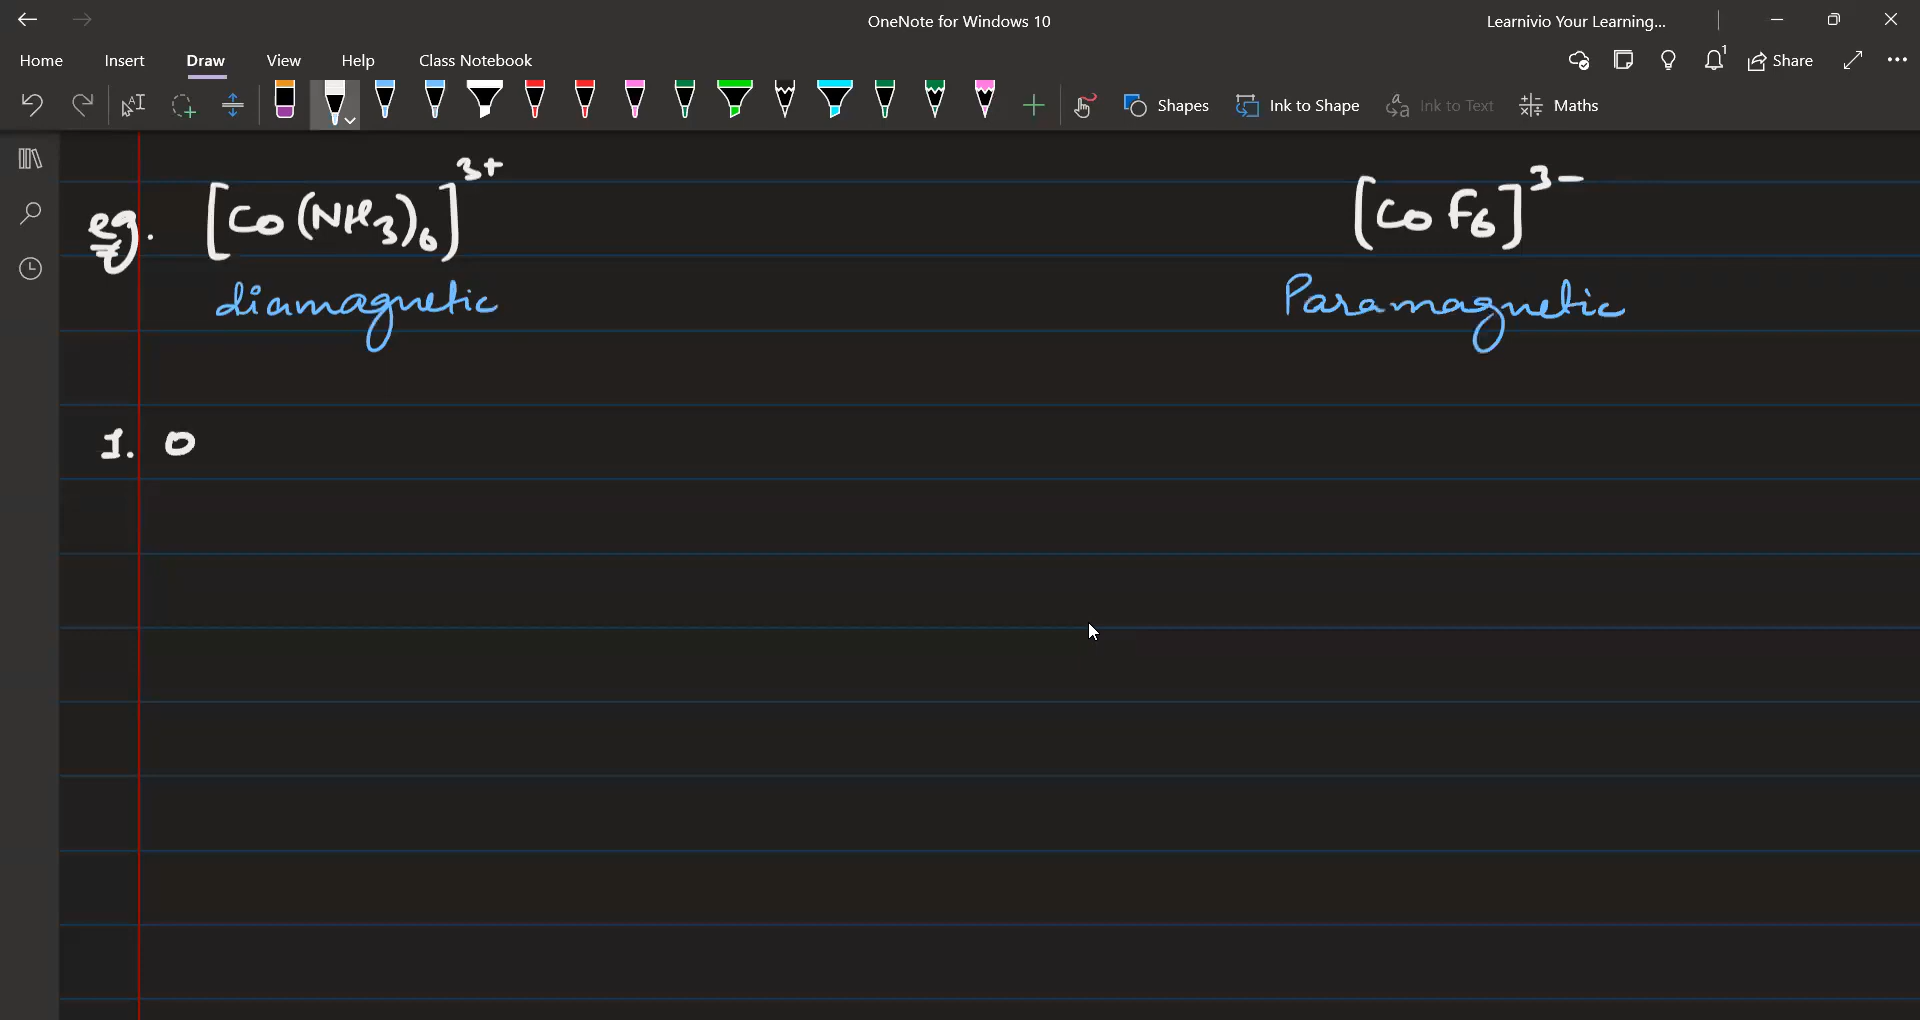 OneNote for Windows 10
Learnivio Your Learning...
Home Insert Draw View Help Class Notebook
1
Share
Shapes Ink to Shape Ink to Text Maths
eg. [Co(NH3)6]3+ [CoF6]3-
diamagnetic Paramagnetic
1. O